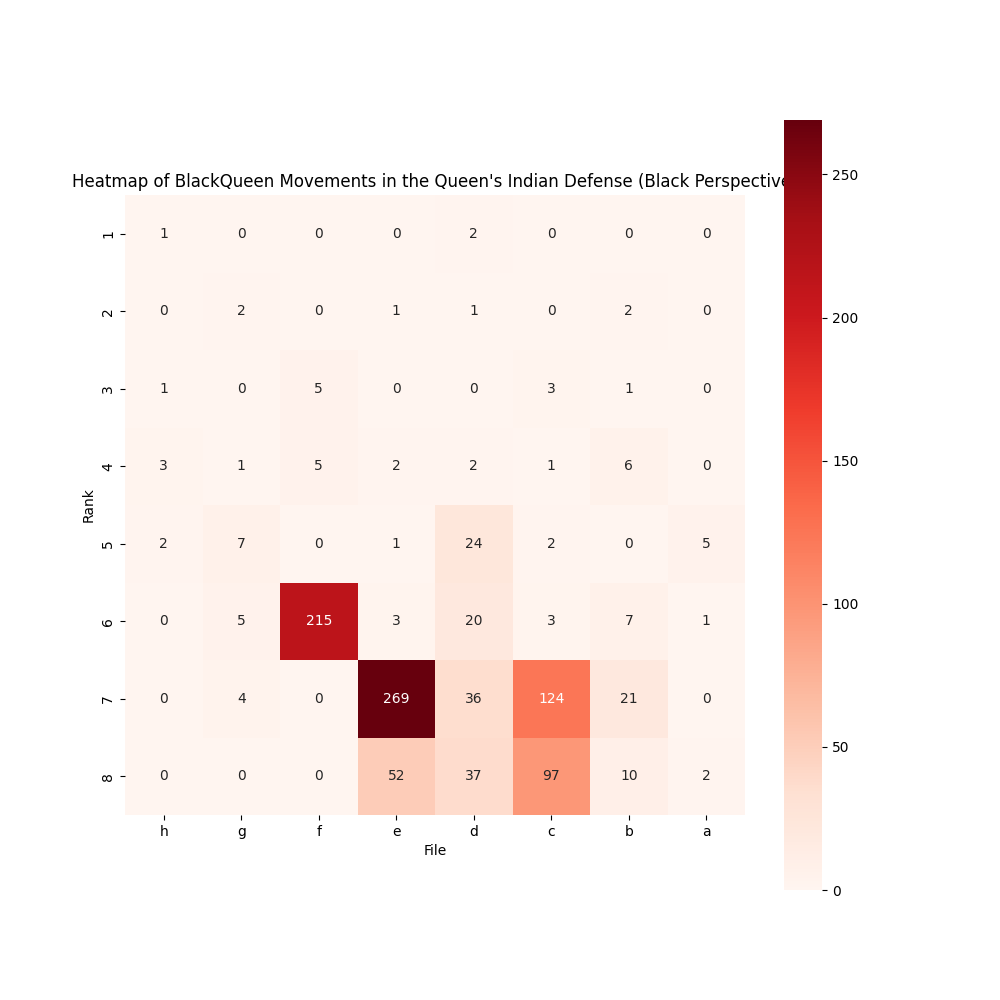 Heatmap of BlackQueen Movements in the Queen's Indian Defense (Black Perspective
250
1 1 0 0 0 2 0 0 0
2 0 2 0 1 1 0 2 0
200
3 1 0 5 0 0 3 1 0
4 3 1 5 2 2 1 6 0
150
Rank
5 2 7 0 1 24 2 0 5
100
6 0 5 215 3 20 3 7 1
7 0 4 0 269 36 124 21 0
50
8 0 0 0 52 37 97 10 2
h g f e d c b a
File
0